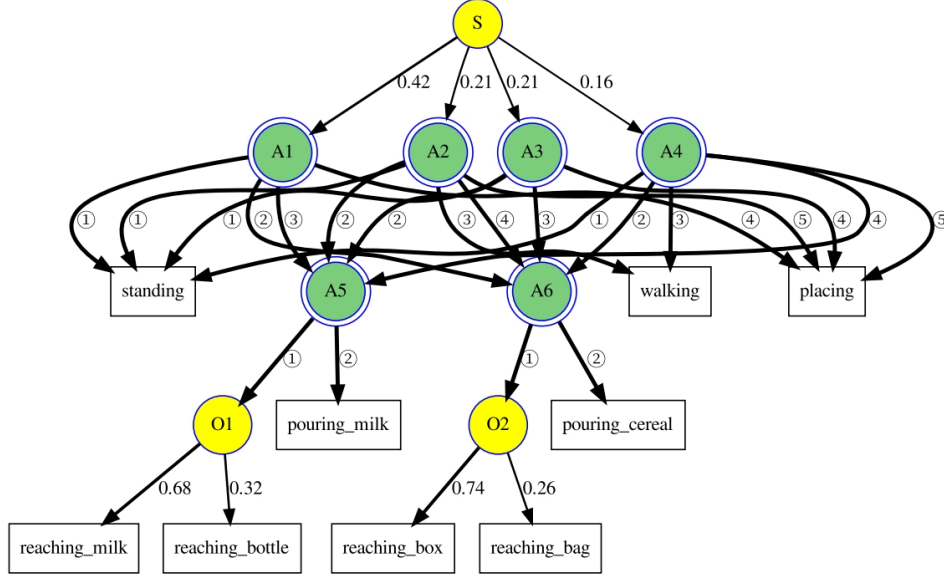 S
0.42 0.21 0.21 0.16
A1 A2 A3 A4
① ① ① ② ③ ② ② ③ ④ ③ ① ② ③ ④ ⑤ ④ ④ ⑤
standing A5 A6 walking placing
① ② ① ②
O1 pouring_milk O2 pouring_cereal
0.68 0.32 0.74 0.26
reaching_milk reaching_bottle reaching_box reaching_bag